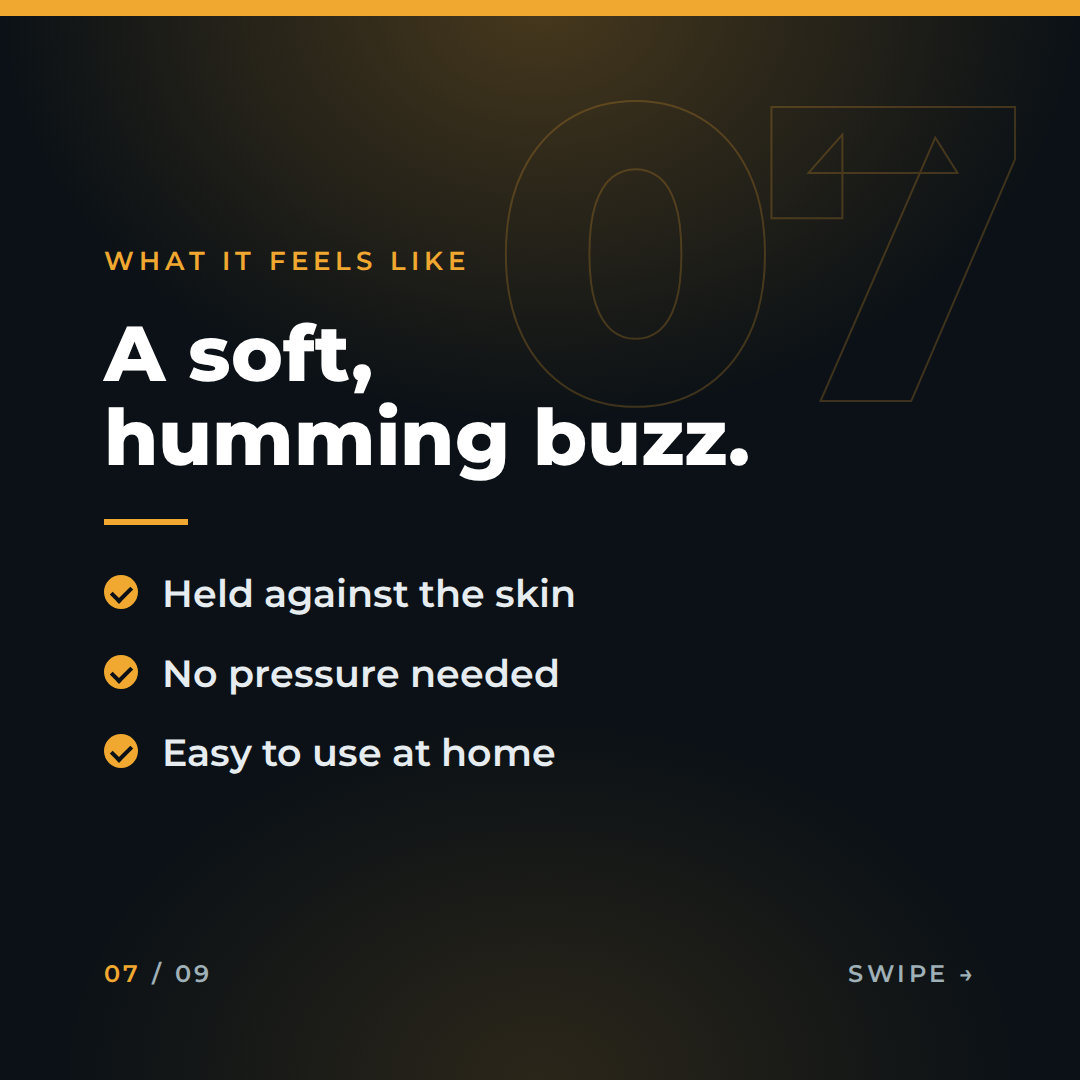 07
WHAT IT FEELS LIKE
A soft,
humming buzz.
Held against the skin
No pressure needed
Easy to use at home
07 / 09
SWIPE →